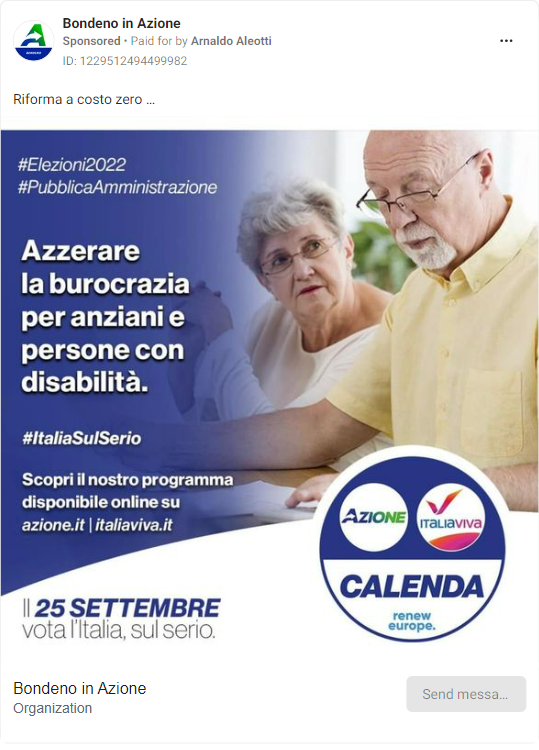 Bondeno in Azione
Sponsored • Paid for by Arnaldo Aleotti
ID: 1229512494499982
Riforma a costo zero ...
#Elezioni2022
#PubblicaAmministrazione
Azzerare
la burocrazia
per anziani e
persone con
disabilità.
#ItaliaSulSerio
Scopri il nostro programma
disponibile online su
azione.it | italiaviva.it
AZIONE
ITALIAVIVA
CALENDA
renew
europe.
Il 25 SETTEMBRE
vota l'Italia, sul serio.
Bondeno in Azione
Organization
Send messa...